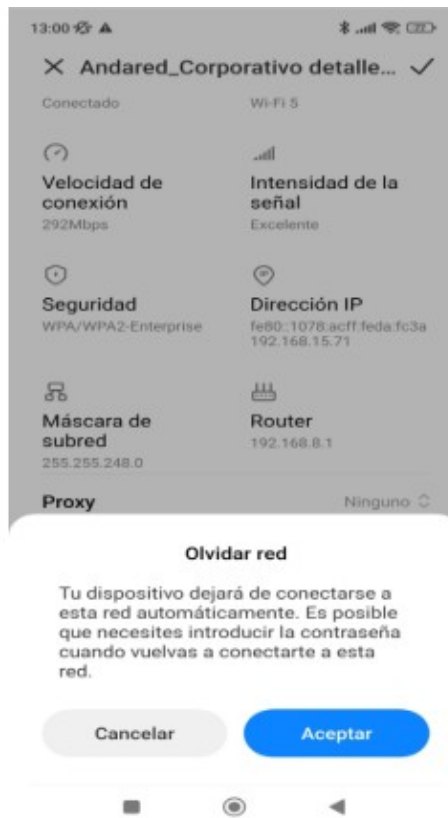 13:00
Andared_Corporativo detalle...
Conectado Wi-Fi 5
Velocidad de Intensidad de la
conexión señal
292Mbps Excelente
Seguridad Dirección IP
WPA/WPA2-Enterprise fe80::1078:acff:feda:fc3a
192.168.15.71
Máscara de Router
subred 192.168.8.1
255.255.248.0
Proxy Ninguno
Olvidar red
Tu dispositivo dejará de conectarse a
esta red automáticamente. Es posible
que necesites introducir la contraseña
cuando vuelvas a conectarte a esta
red.
Cancelar Aceptar